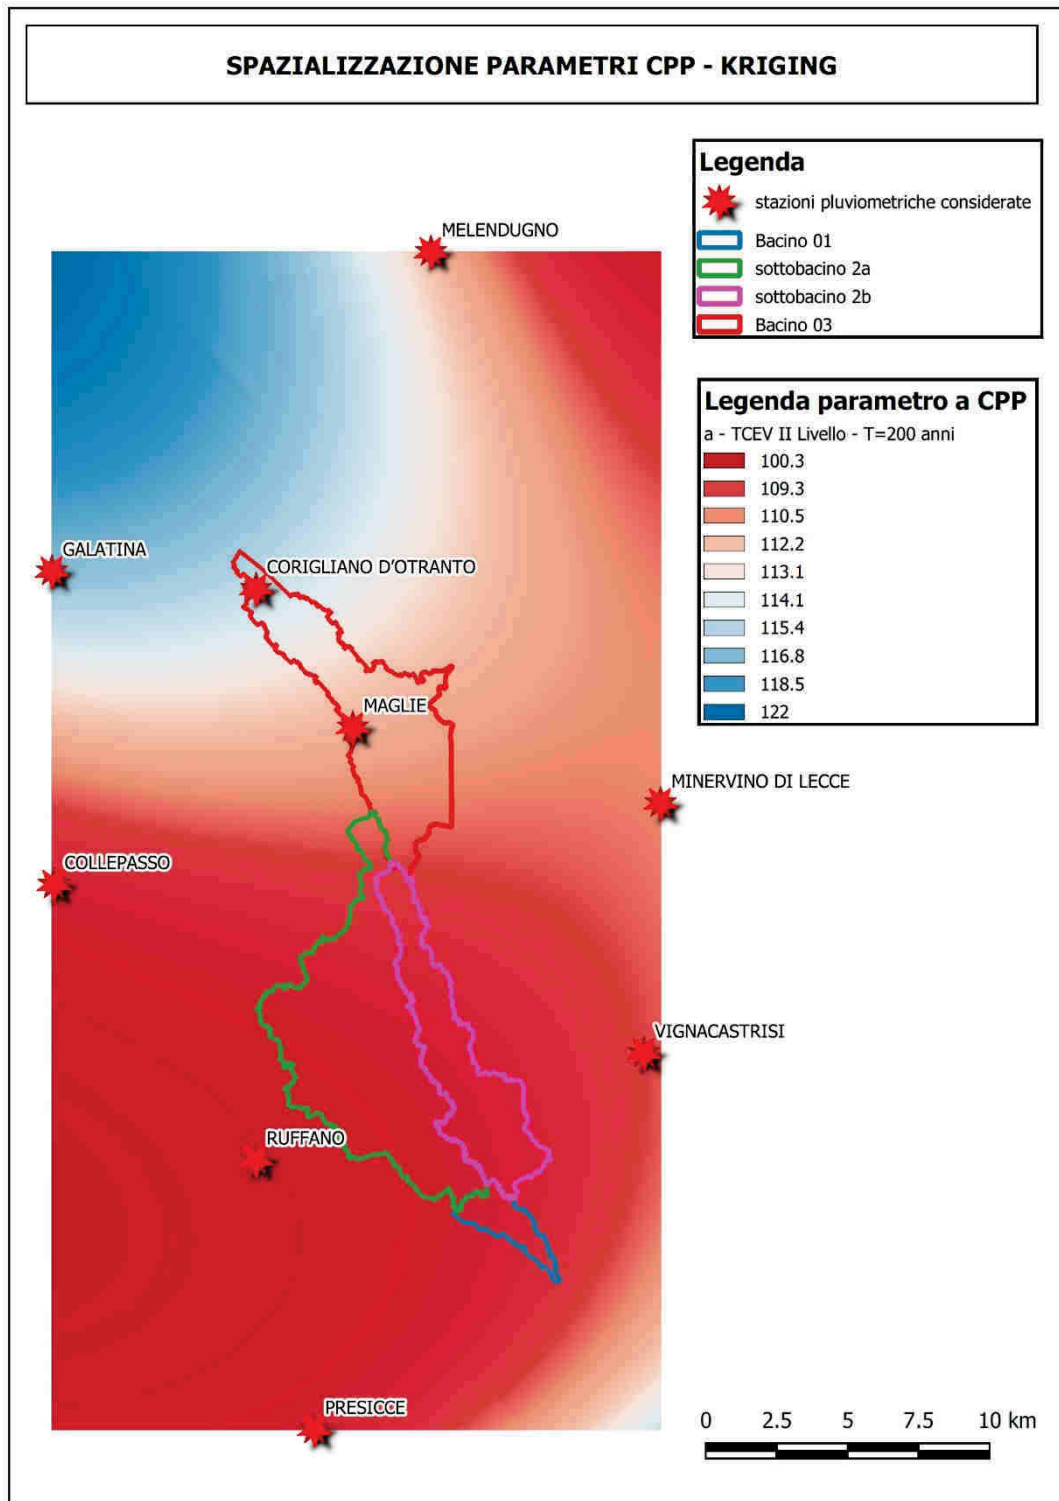 SPAZIALIZZAZIONE PARAMETRI CPP - KRIGING
Legenda
stazioni pluviometriche considerate
Bacino 01
sottobacino 2a
sottobacino 2b
Bacino 03
Legenda parametro a CPP
a - TCEV II Livello - T=200 anni
100.3
109.3
110.5
112.2
113.1
114.1
115.4
116.8
118.5
122
MELENDUGNO
GALATINA
CORIGLIANO D'OTRANTO
MAGLIE
MINERVINO DI LECCE
COLLEPASSO
VIGNACASTRISI
RUFFANO
PRESICCE
0 2.5 5 7.5 10 km